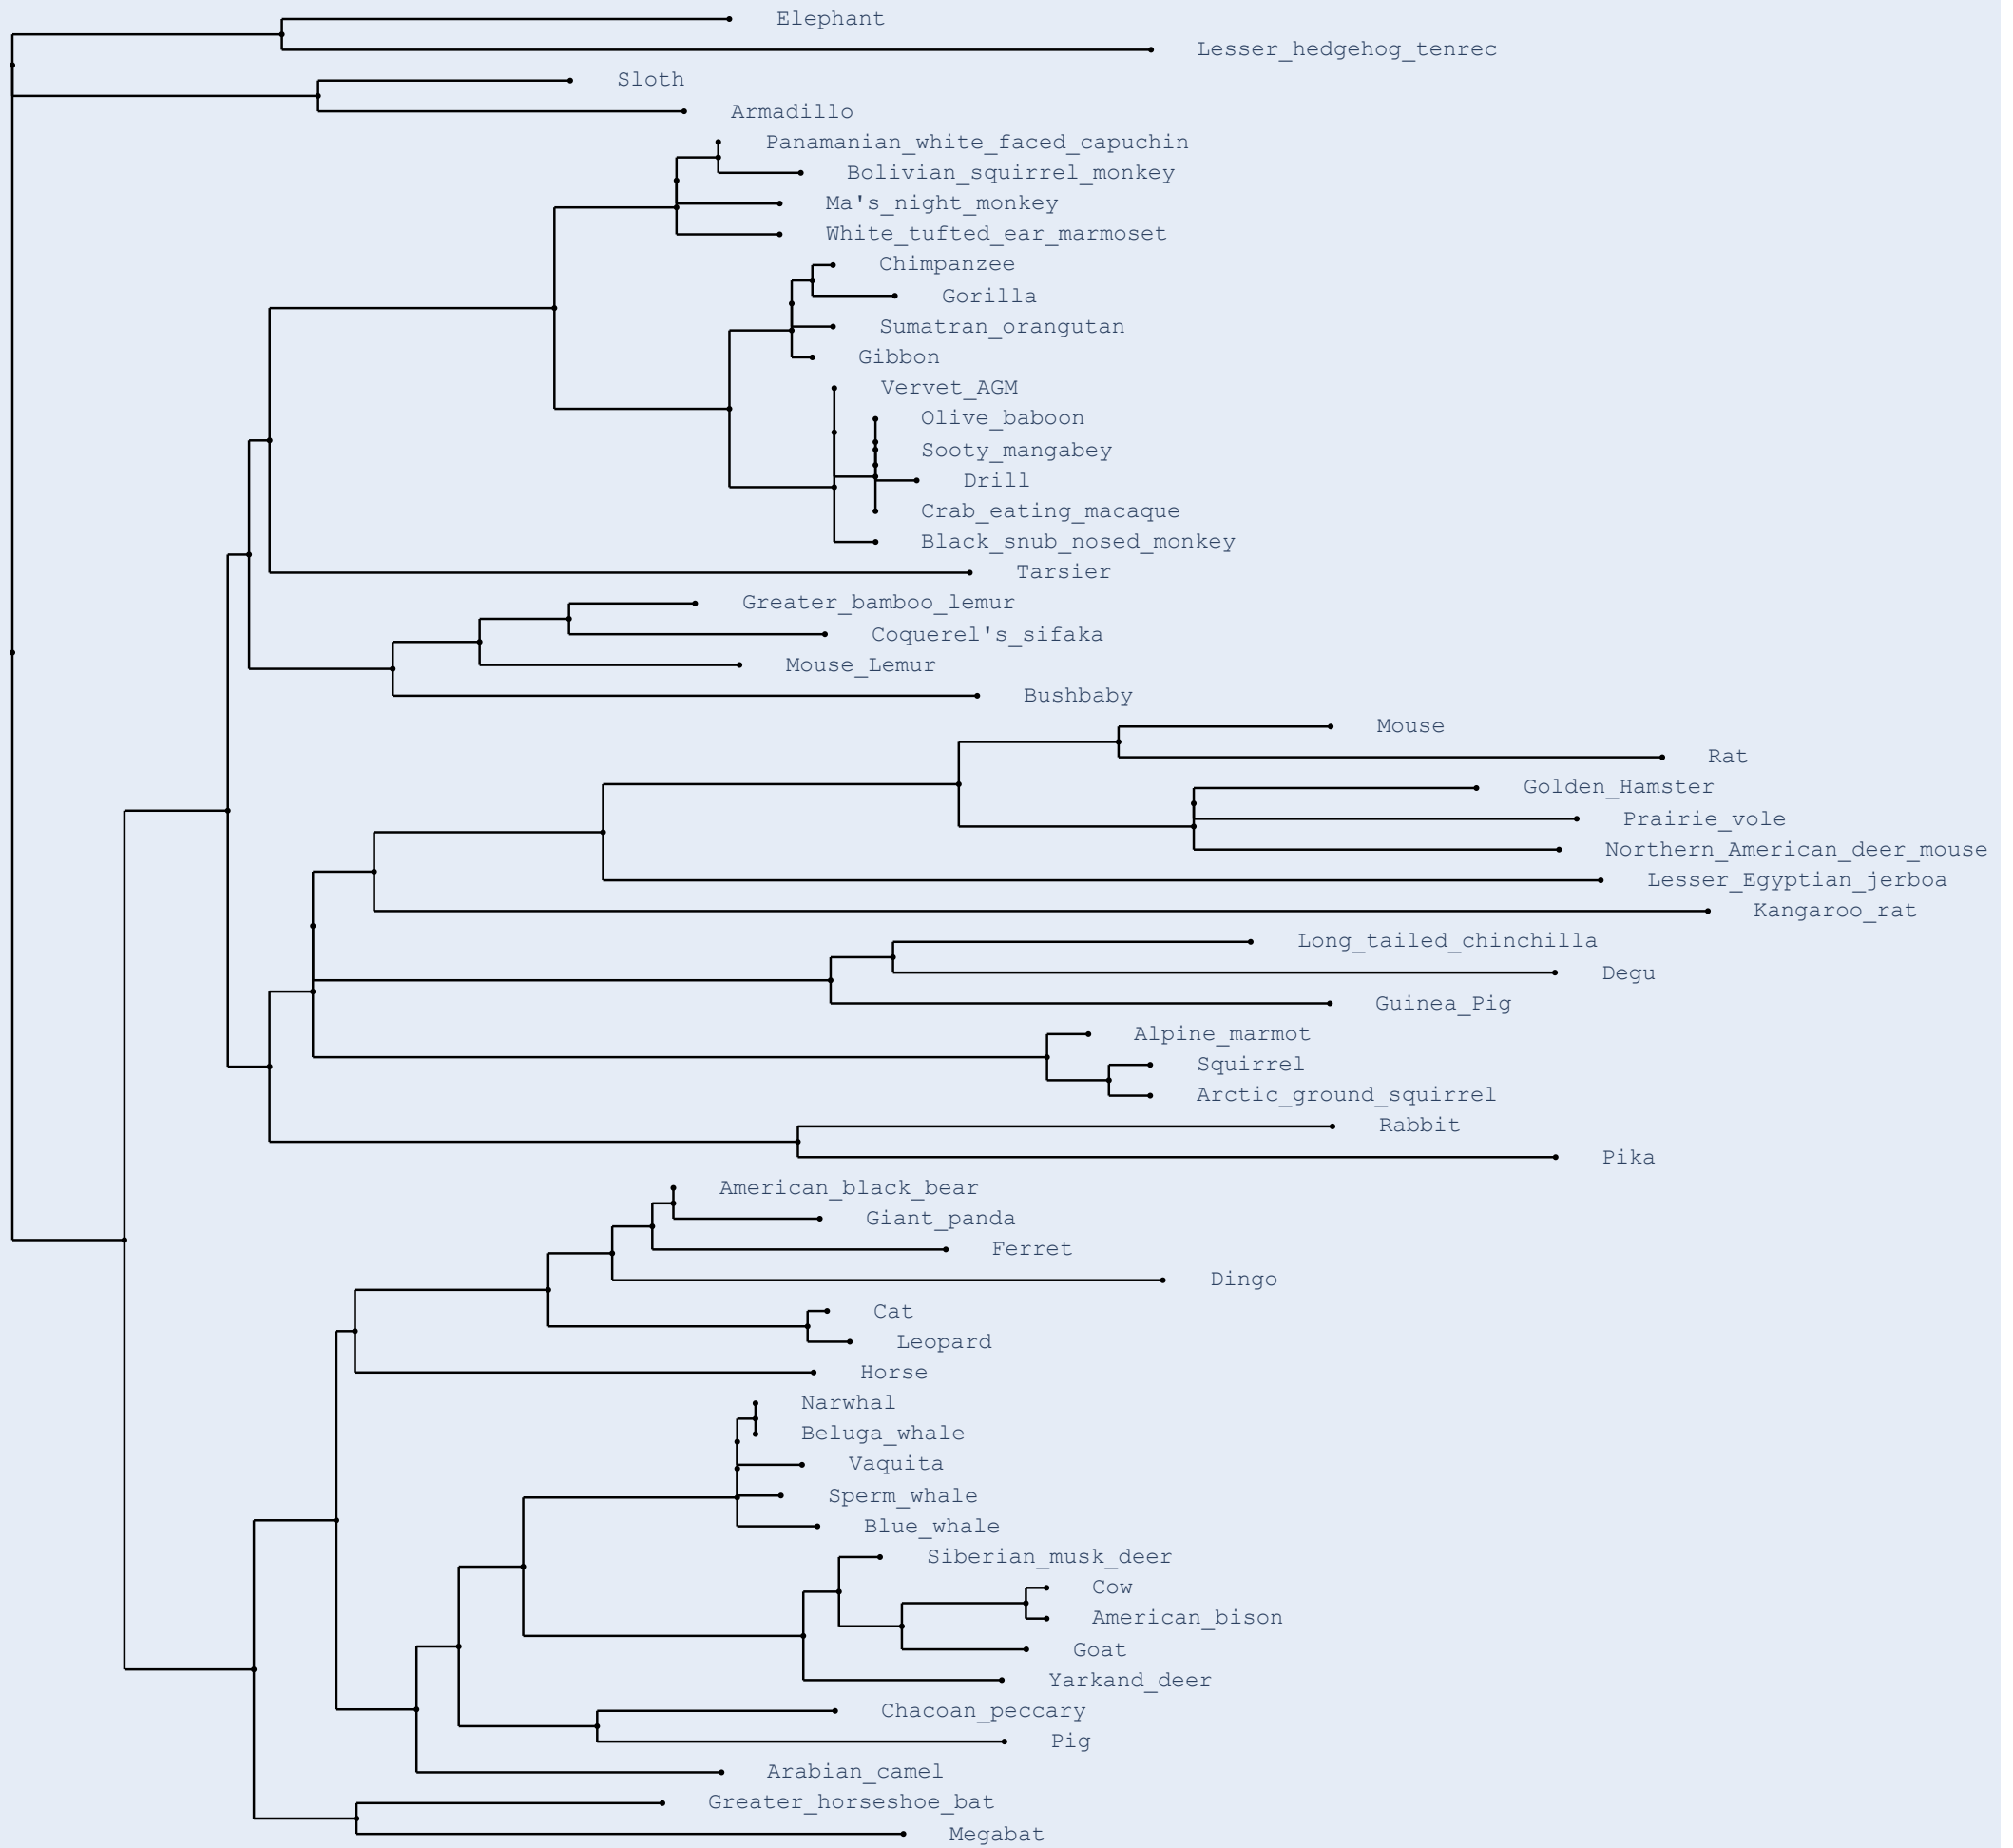 Elephant
Lesser_hedgehog_tenrec
Sloth
Armadillo
Panamanian_white_faced_capuchin
Bolivian_squirrel_monkey
Ma's_night_monkey
White_tufted_ear_marmoset
Chimpanzee
Gorilla
Sumatran_orangutan
Gibbon
Vervet_AGM
Olive_baboon
Sooty_mangabey
Drill
Crab_eating_macaque
Black_snub_nosed_monkey
Tarsier
Greater_bamboo_lemur
Coquerel's_sifaka
Mouse_Lemur
Bushbaby
Mouse
Rat
Golden_Hamster
Prairie_vole
Northern_American_deer_mouse
Lesser_Egyptian_jerboa
Kangaroo_rat
Long_tailed_chinchilla
Degu
Guinea_Pig
Alpine_marmot
Squirrel
Arctic_ground_squirrel
Rabbit
Pika
American_black_bear
Giant_panda
Ferret
Dingo
Cat
Leopard
Horse
Narwhal
Beluga_whale
Vaquita
Sperm_whale
Blue_whale
Siberian_musk_deer
Cow
American_bison
Goat
Yarkand_deer
Chacoan_peccary
Pig
Arabian_camel
Greater_horseshoe_bat
Megabat